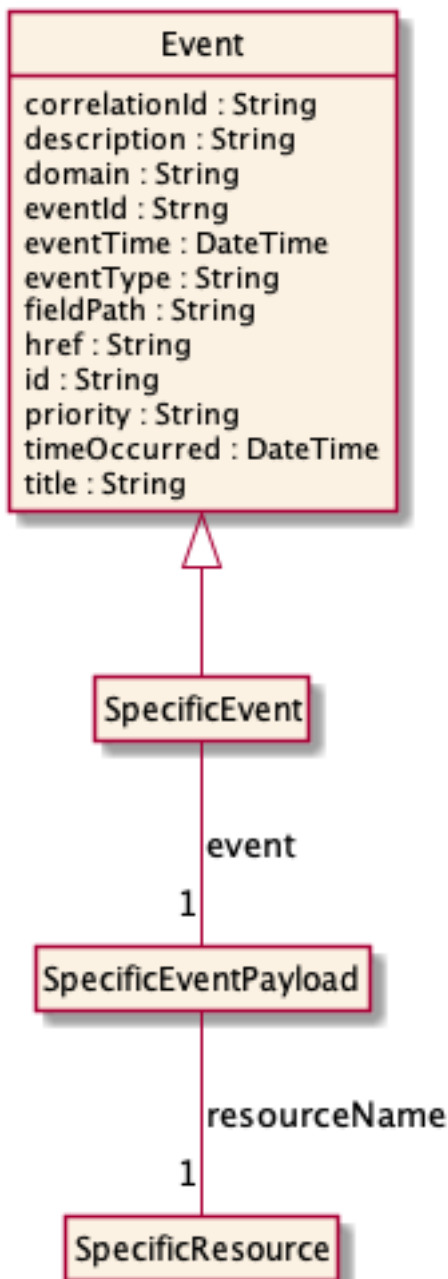 Event
correlationId : String
description : String
domain : String
eventId : Strng
eventTime : DateTime
eventType : String
fieldPath : String
href : String
id : String
priority : String
timeOccurred : DateTime
title : String
SpecificEvent
event
1
SpecificEventPayload
resourceName
1
SpecificResource